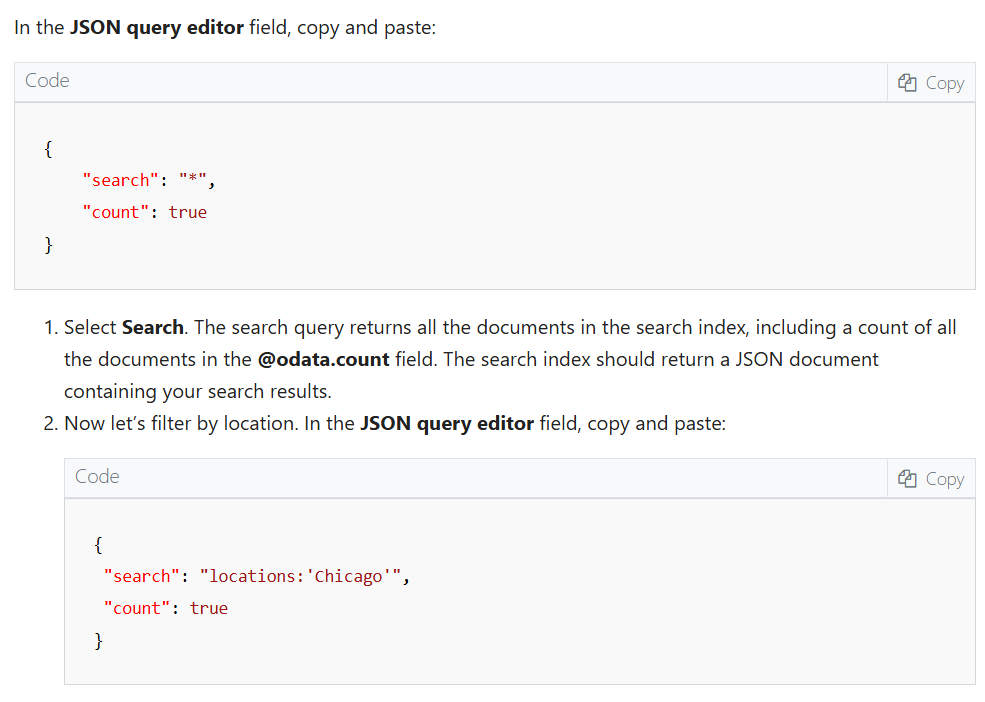 In the JSON query editor field, copy and paste:
Code
Copy
{
    "search": "*",
    "count": true
}
1. Select Search. The search query returns all the documents in the search index, including a count of all
the documents in the @odata.count field. The search index should return a JSON document
containing your search results.
2. Now let’s filter by location. In the JSON query editor field, copy and paste:
Code
Copy
{
 "search": "locations:'Chicago'",
 "count": true
}